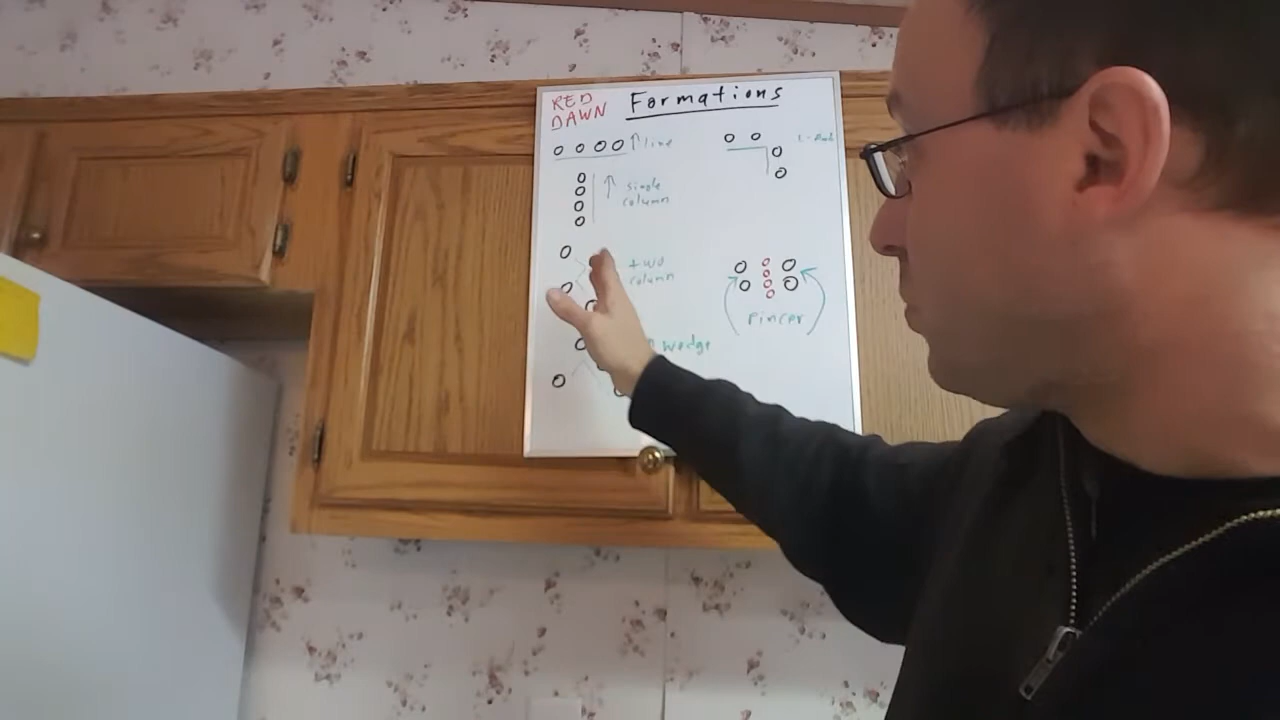 RED
DAWN
Formations
line
single
column
two
column
wedge
Pincer